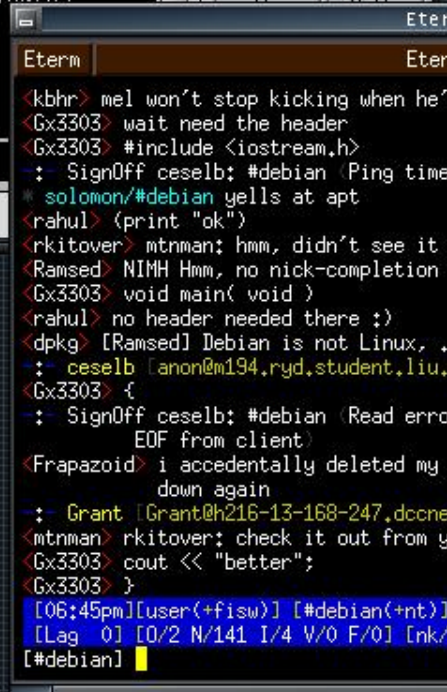 Eter
Eterm Eter
<kbhr> mel won't stop kicking when he'
<Gx3303> wait need the header
<Gx3303> #include <iostream.h>
-:- SignOff ceselb: #debian (Ping time
* solomon/#debian yells at apt
<rahul> (print "ok")
<rkitover> mtnman: hmm, didn't see it
<Ramsed> NIMH Hmm, no nick-completion
<Gx3303> void main( void )
<rahul> no header needed there :)
<dpkg> [Ramsed] Debian is not Linux, .
-:- ceselb [anon@m194.ryd.student.liu.
<Gx3303> {
-:- SignOff ceselb: #debian (Read erro
EOF from client)
<Frapazoid> i accedentally deleted my
down again
-:- Grant [Grant@h216-13-168-247.dccne
<mtnman> rkitover: check it out from y
<Gx3303> cout << "better";
<Gx3303> }
[06:45pm][user(+fisw)] [#debian(+nt)]
[Lag 0] [O/2 N/141 I/4 V/0 F/0] [nk/
[#debian]